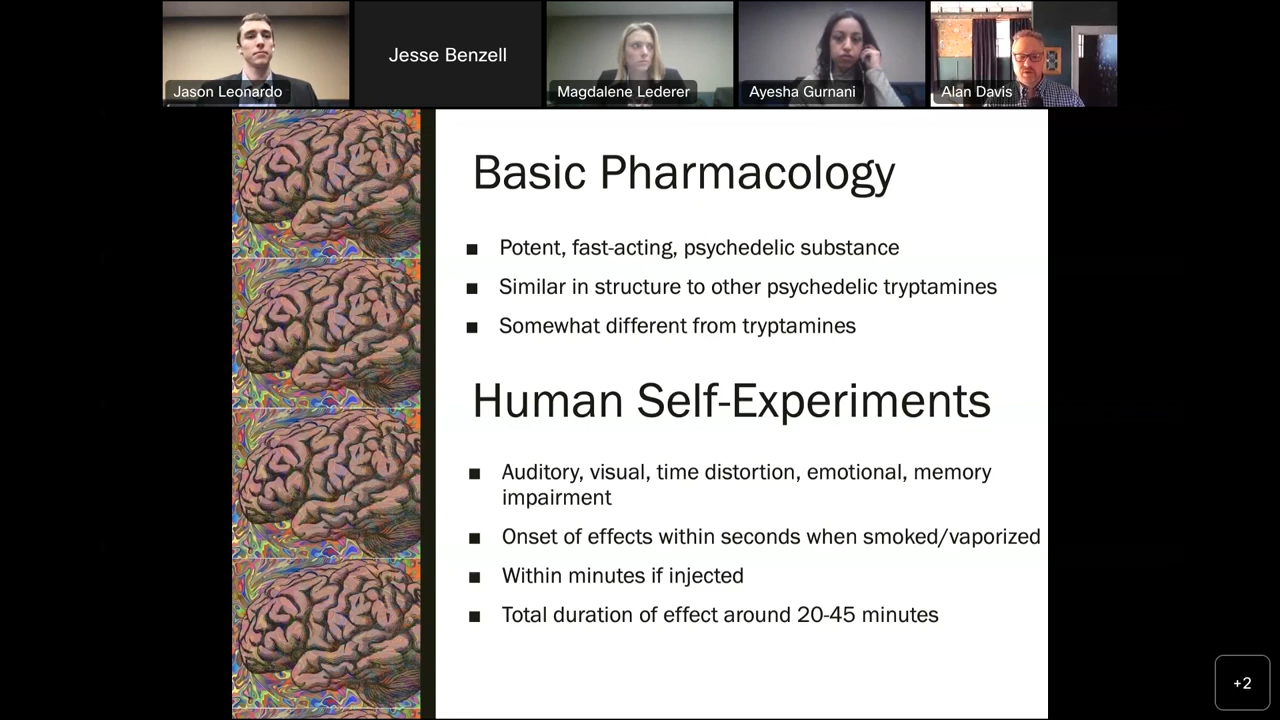 Jason Leonardo
Jesse Benzell
Magdalene Lederer
Ayesha Gurnani
Alan Davis
Basic Pharmacology
■ Potent, fast-acting, psychedelic substance
■ Similar in structure to other psychedelic tryptamines
■ Somewhat different from tryptamines
Human Self-Experiments
■ Auditory, visual, time distortion, emotional, memory
impairment
■ Onset of effects within seconds when smoked/vaporized
■ Within minutes if injected
■ Total duration of effect around 20-45 minutes
+2